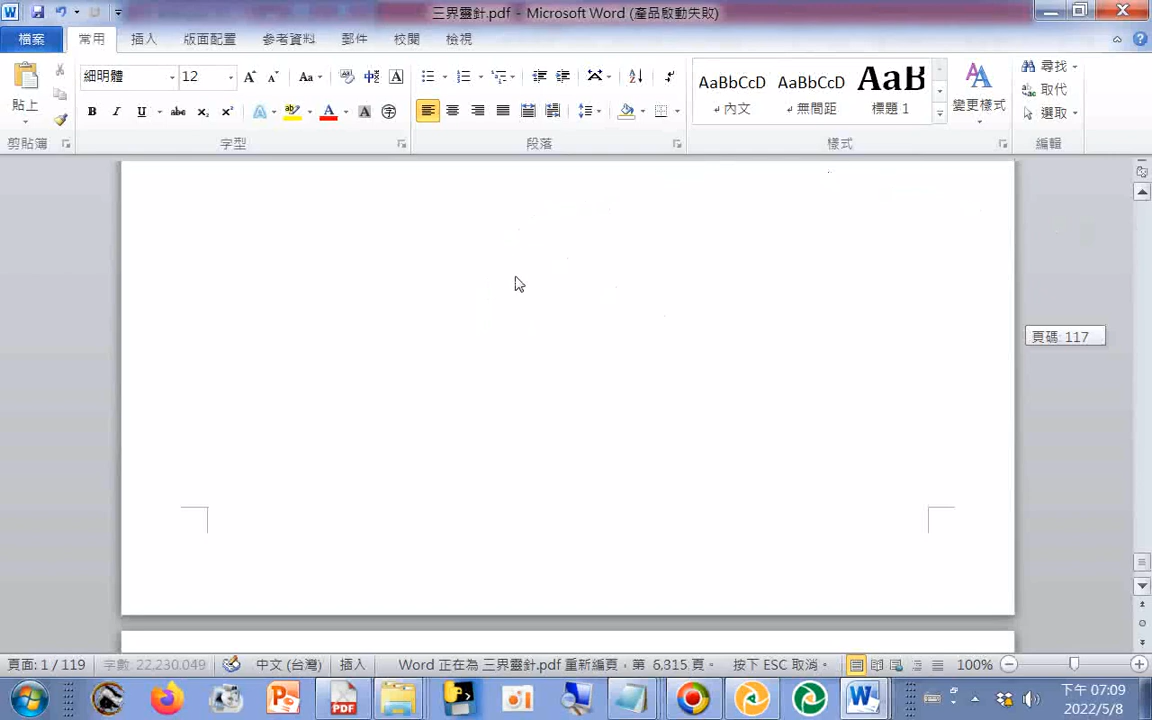 三界靈針.pdf - Microsoft Word (產品啟動失敗)
檔案 常用 插入 版面配置 參考資料 郵件 校閱 檢視
貼上
剪貼簿
細明體 12
字型
段落
AaBbCcD AaBbCcD AaB
內文 無間距 標題 1
變更樣式
樣式
尋找
取代
選取
編輯
頁碼: 117
頁面: 1 / 119 字數: 22,230,049 中文 (台灣) 插入 Word 正在為 三界靈針.pdf 重新編頁，第 6,315 頁。 按下 ESC 取消。 100%
下午 07:09
2022/5/8